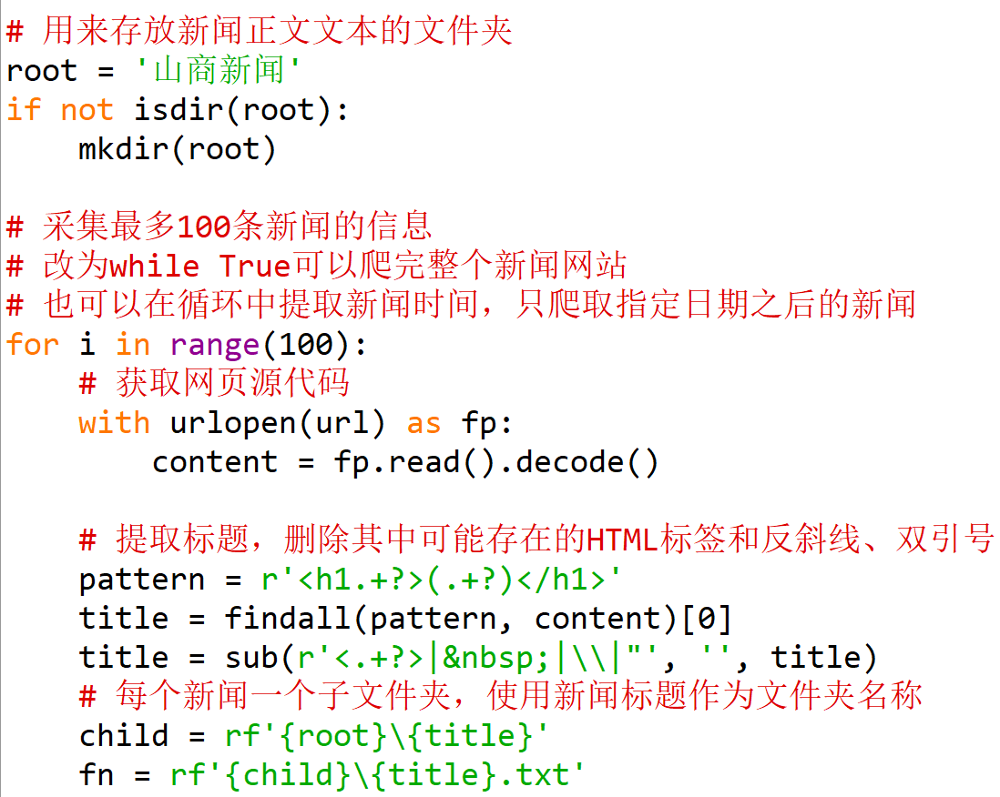 # 用来存放新闻正文文本的文件夹
root = '山商新闻'
if not isdir(root):
    mkdir(root)

# 采集最多100条新闻的信息
# 改为while True可以爬完整个新闻网站
# 也可以在循环中提取新闻时间，只爬取指定日期之后的新闻
for i in range(100):
    # 获取网页源代码
    with urlopen(url) as fp:
        content = fp.read().decode()

    # 提取标题，删除其中可能存在的HTML标签和反斜线、双引号
    pattern = r'<h1.+?>(.+?)</h1>'
    title = findall(pattern, content)[0]
    title = sub(r'<.+?>|&nbsp;|\\|"', '', title)
    # 每个新闻一个子文件夹，使用新闻标题作为文件夹名称
    child = rf'{root}\{title}'
    fn = rf'{child}\{title}.txt'